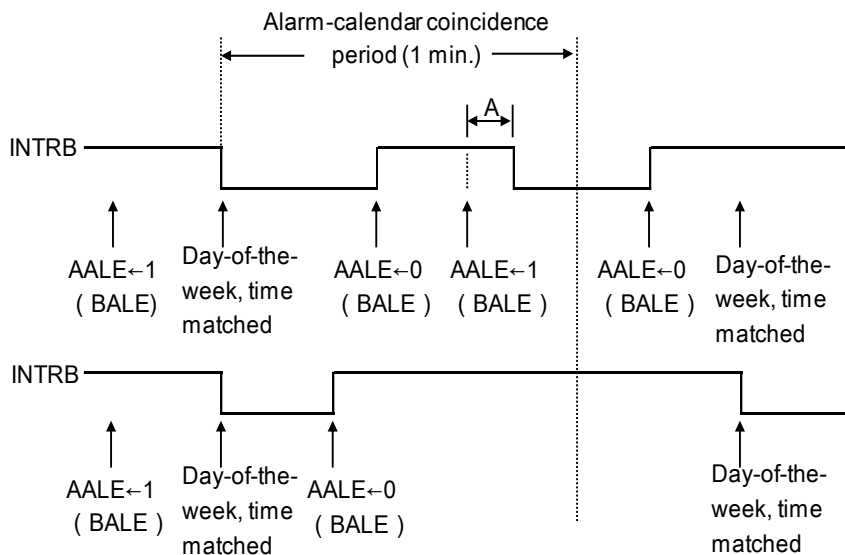 Alarm-calendar coincidence
period (1 min.)
A
INTRB
AALE←1
( BALE)
Day-of-the-
week, time
matched
AALE←0
( BALE )
AALE←1
( BALE )
AALE←0
( BALE )
Day-of-the-
week, time
matched
INTRB
AALE←1
( BALE )
Day-of-the-
week, time
matched
AALE←0
( BALE )
Day-of-the-
week, time
matched